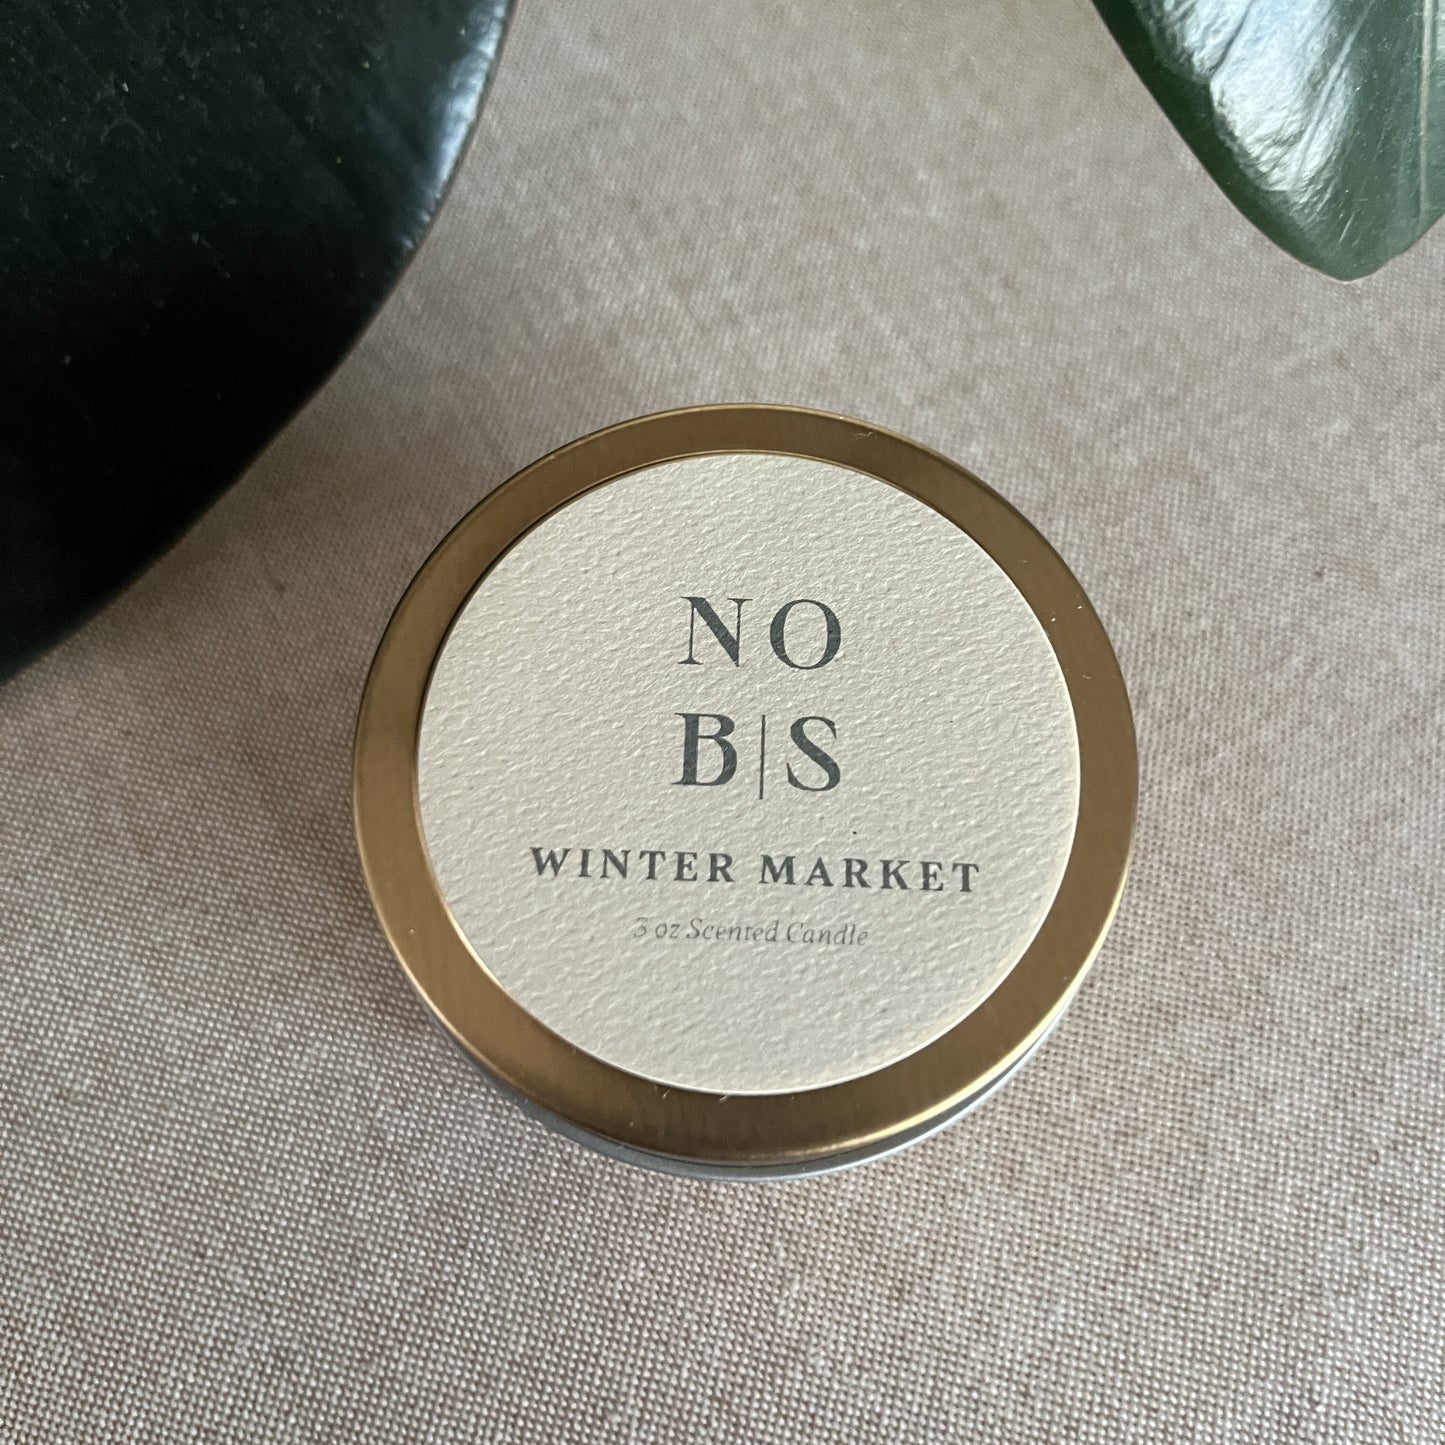 NO
B|S
WINTER MARKET
3 oz Scented Candle